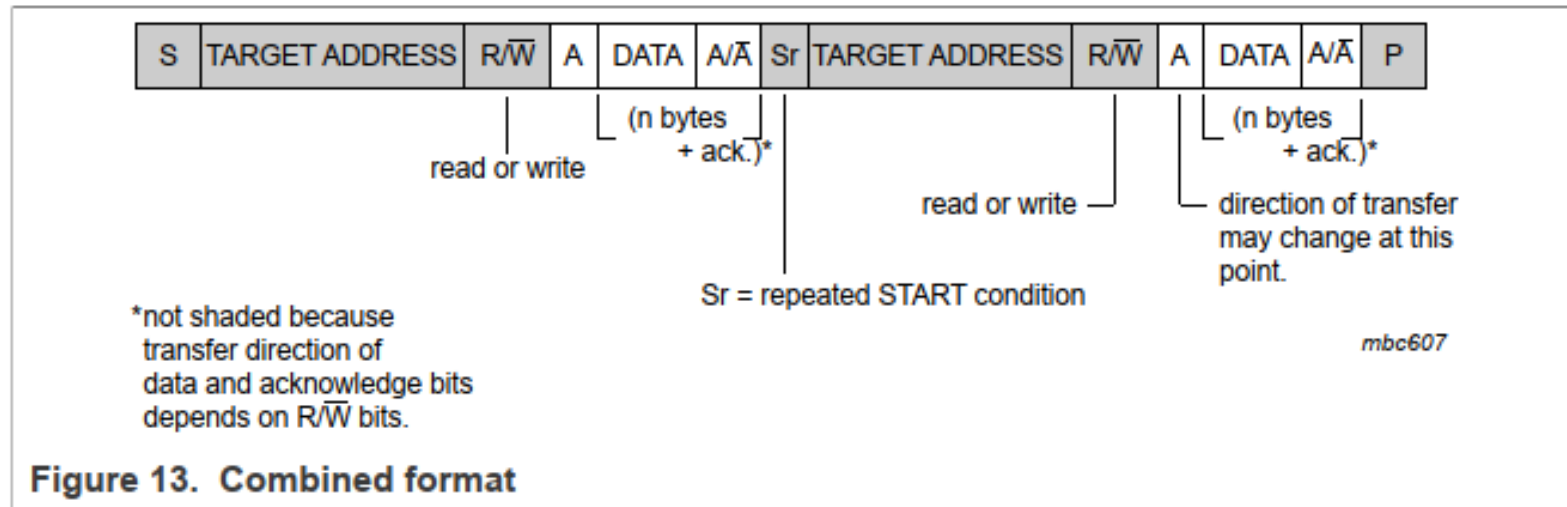 S TARGET ADDRESS R/W̅ A DATA A/A̅ Sr TARGET ADDRESS R/W̅ A DATA A/A̅ P
(n bytes
+ ack.)*
(n bytes
+ ack.)*
read or write
read or write
direction of transfer
may change at this
point.
Sr = repeated START condition
*not shaded because
transfer direction of
data and acknowledge bits
depends on R/W̅ bits.
mbc607
Figure 13. Combined format